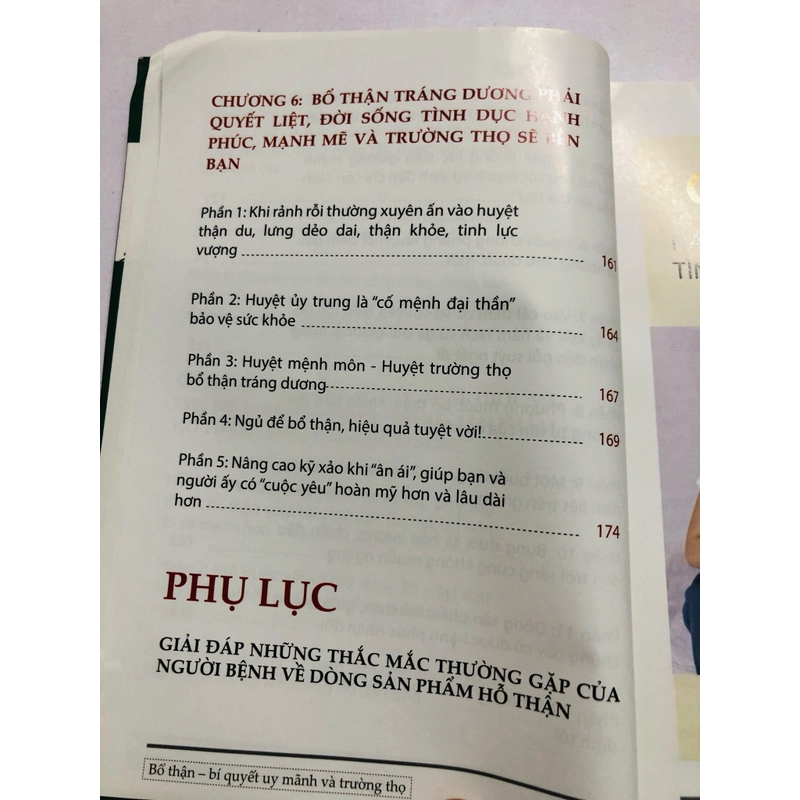 CHƯƠNG 6: BỔ THẬN TRÁNG DƯƠNG PHẢI
QUYẾT LIỆT, ĐỜI SỐNG TÌNH DỤC HẠNH
PHÚC, MẠNH MẼ VÀ TRƯỜNG THỌ SẼ BÊN
BẠN
Phần 1: Khi rảnh rỗi thường xuyên ấn vào huyệt
thận du, lưng dẻo dai, thận khỏe, tinh lực
vượng 161
Phần 2: Huyệt ủy trung là “cố mệnh đại thần”
bảo vệ sức khỏe 164
Phần 3: Huyệt mệnh môn - Huyệt trường thọ
bổ thận tráng dương 167
Phần 4: Ngủ để bổ thận, hiệu quả tuyệt vời! 169
Phần 5: Nâng cao kỹ xảo khi “ân ái”, giúp bạn và
người ấy có “cuộc yêu” hoàn mỹ hơn và lâu dài
hơn 174
PHỤ LỤC
GIẢI ĐÁP NHỮNG THẮC MẮC THƯỜNG GẶP CỦA
NGƯỜI BỆNH VỀ DÒNG SẢN PHẨM HỖ THẬN
Bổ thận – bí quyết uy mãnh và trường thọ